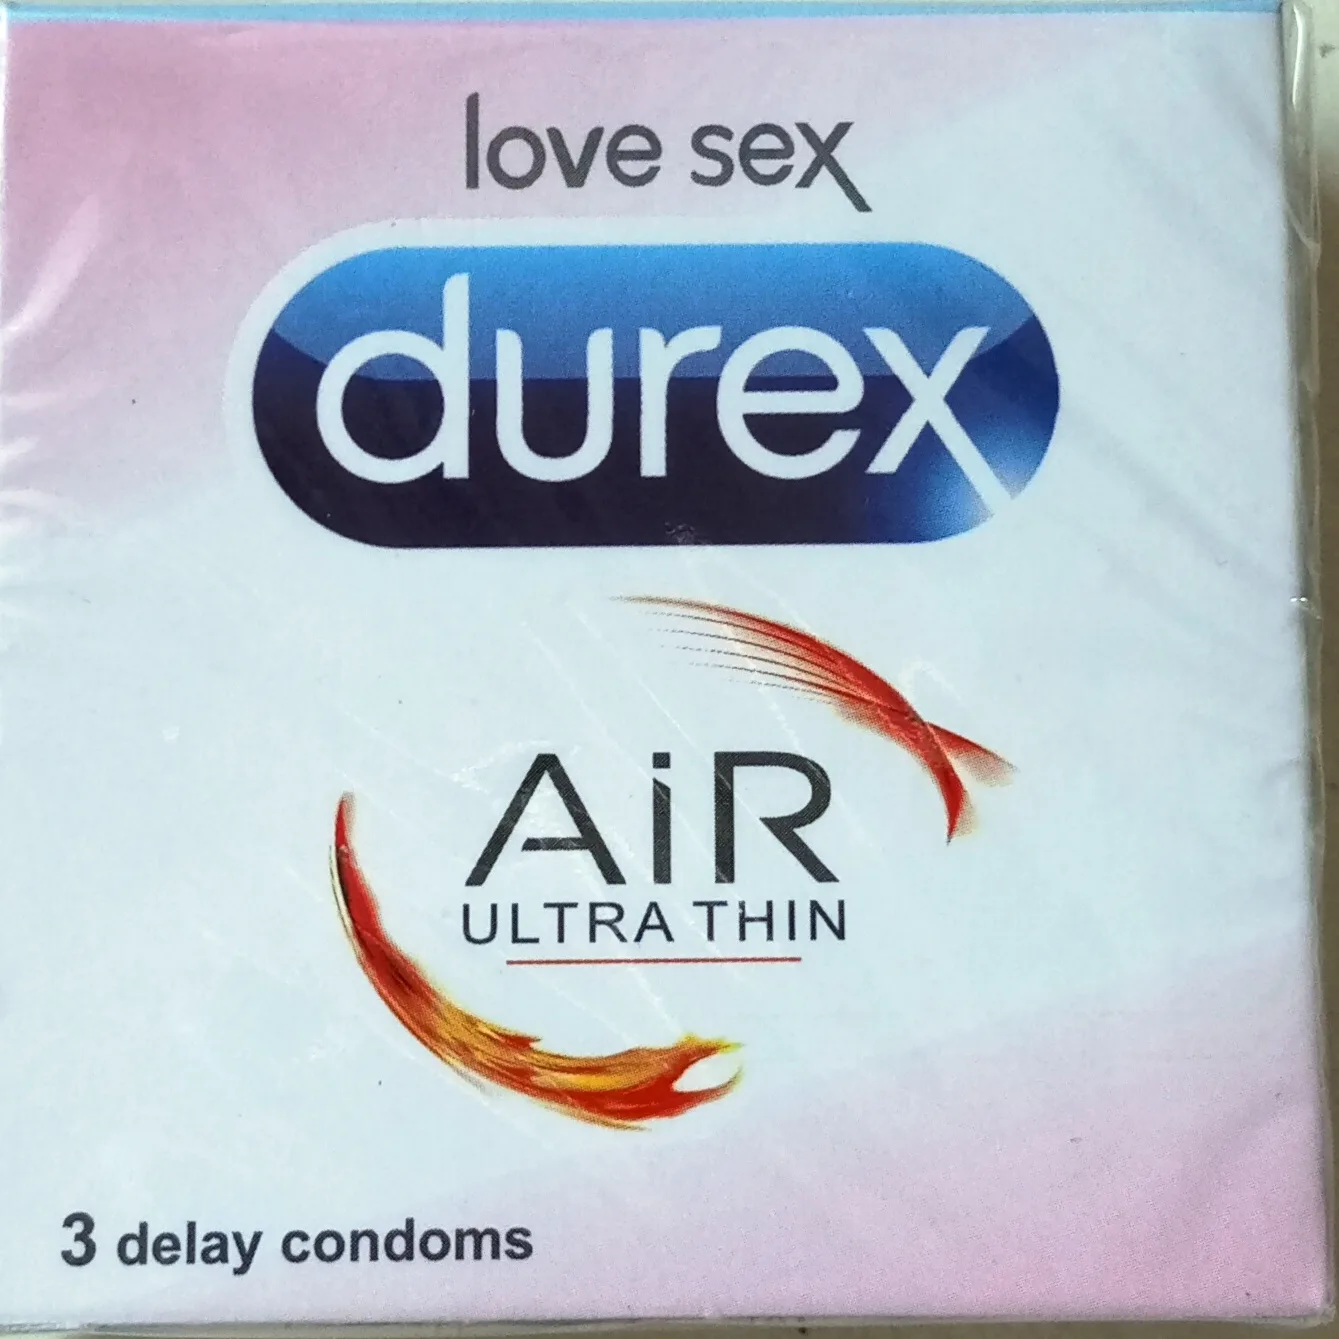 love sex
durex
AiR
ULTRA THIN
3 delay condoms